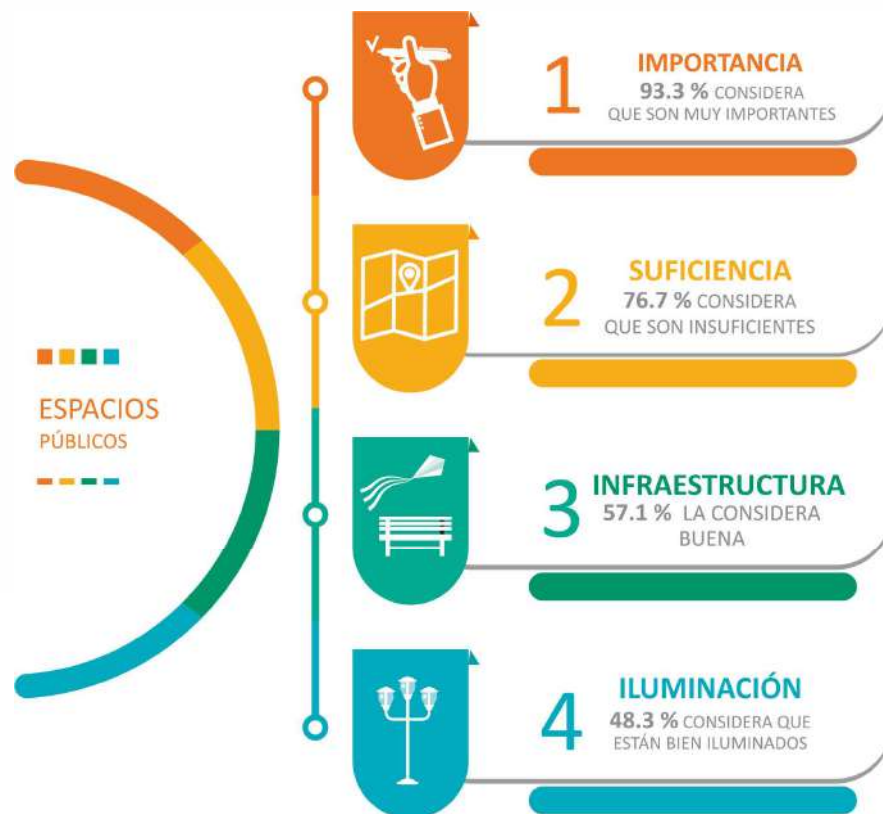 ESPACIOS
PÚBLICOS
1
IMPORTANCIA
93.3 % CONSIDERA
QUE SON MUY IMPORTANTES
2
SUFICIENCIA
76.7 % CONSIDERA
QUE SON INSUFICIENTES
3
INFRAESTRUCTURA
57.1 % LA CONSIDERA
BUENA
4
ILUMINACIÓN
48.3 % CONSIDERA QUE
ESTÁN BIEN ILUMINADOS